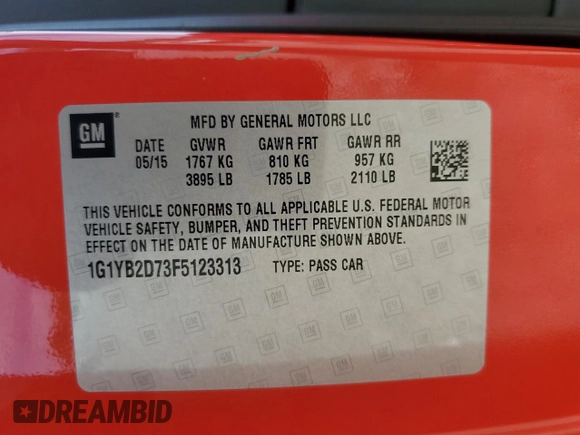 GM
MFD BY GENERAL MOTORS LLC
DATE GVWR GAWR FRT GAWR RR
05/15 1767 KG 810 KG 957 KG
3895 LB 1785 LB 2110 LB
THIS VEHICLE CONFORMS TO ALL APPLICABLE U.S. FEDERAL MOTOR
VEHICLE SAFETY, BUMPER, AND THEFT PREVENTION STANDARDS IN
EFFECT ON THE DATE OF MANUFACTURE SHOWN ABOVE.
1G1YB2D73F5123313 TYPE: PASS CAR
DREAMBID